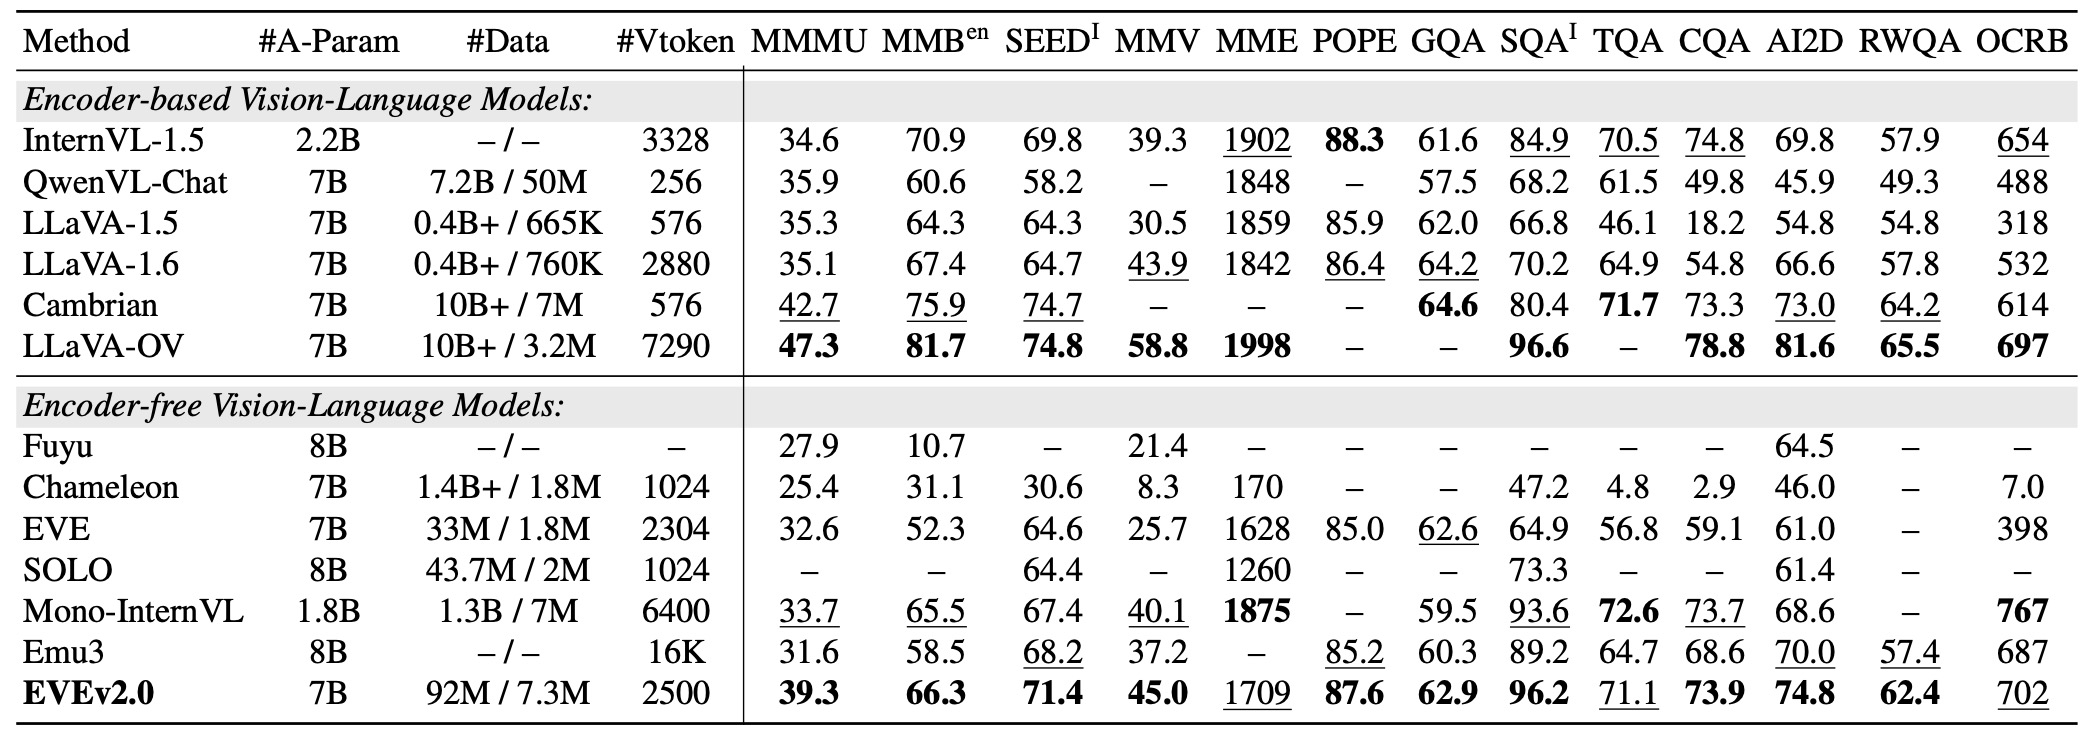 Method #A-Param #Data #Vtoken MMMU MMBen SEEDI MMV MME POPE GQA SQAI TQA CQA AI2D RWQA OCRB
Encoder-based Vision-Language Models:
InternVL-1.5 2.2B – / – 3328 34.6 70.9 69.8 39.3 1902 88.3 61.6 84.9 70.5 74.8 69.8 57.9 654
QwenVL-Chat 7B 7.2B / 50M 256 35.9 60.6 58.2 – 1848 – 57.5 68.2 61.5 49.8 45.9 49.3 488
LLaVA-1.5 7B 0.4B+ / 665K 576 35.3 64.3 64.3 30.5 1859 85.9 62.0 66.8 46.1 18.2 54.8 54.8 318
LLaVA-1.6 7B 0.4B+ / 760K 2880 35.1 67.4 64.7 43.9 1842 86.4 64.2 70.2 64.9 54.8 66.6 57.8 532
Cambrian 7B 10B+ / 7M 576 42.7 75.9 74.7 – – – 64.6 80.4 71.7 73.3 73.0 64.2 614
LLaVA-OV 7B 10B+ / 3.2M 7290 47.3 81.7 74.8 58.8 1998 – – 96.6 – 78.8 81.6 65.5 697
Encoder-free Vision-Language Models:
Fuyu 8B – / – – 27.9 10.7 – 21.4 – – – – – – 64.5 – –
Chameleon 7B 1.4B+ / 1.8M 1024 25.4 31.1 30.6 8.3 170 – – 47.2 4.8 2.9 46.0 – 7.0
EVE 7B 33M / 1.8M 2304 32.6 52.3 64.6 25.7 1628 85.0 62.6 64.9 56.8 59.1 61.0 – 398
SOLO 8B 43.7M / 2M 1024 – – 64.4 – 1260 – – 73.3 – – 61.4 – –
Mono-InternVL 1.8B 1.3B / 7M 6400 33.7 65.5 67.4 40.1 1875 – 59.5 93.6 72.6 73.7 68.6 – 767
Emu3 8B – / – 16K 31.6 58.5 68.2 37.2 – 85.2 60.3 89.2 64.7 68.6 70.0 57.4 687
EVEv2.0 7B 92M / 7.3M 2500 39.3 66.3 71.4 45.0 1709 87.6 62.9 96.2 71.1 73.9 74.8 62.4 702